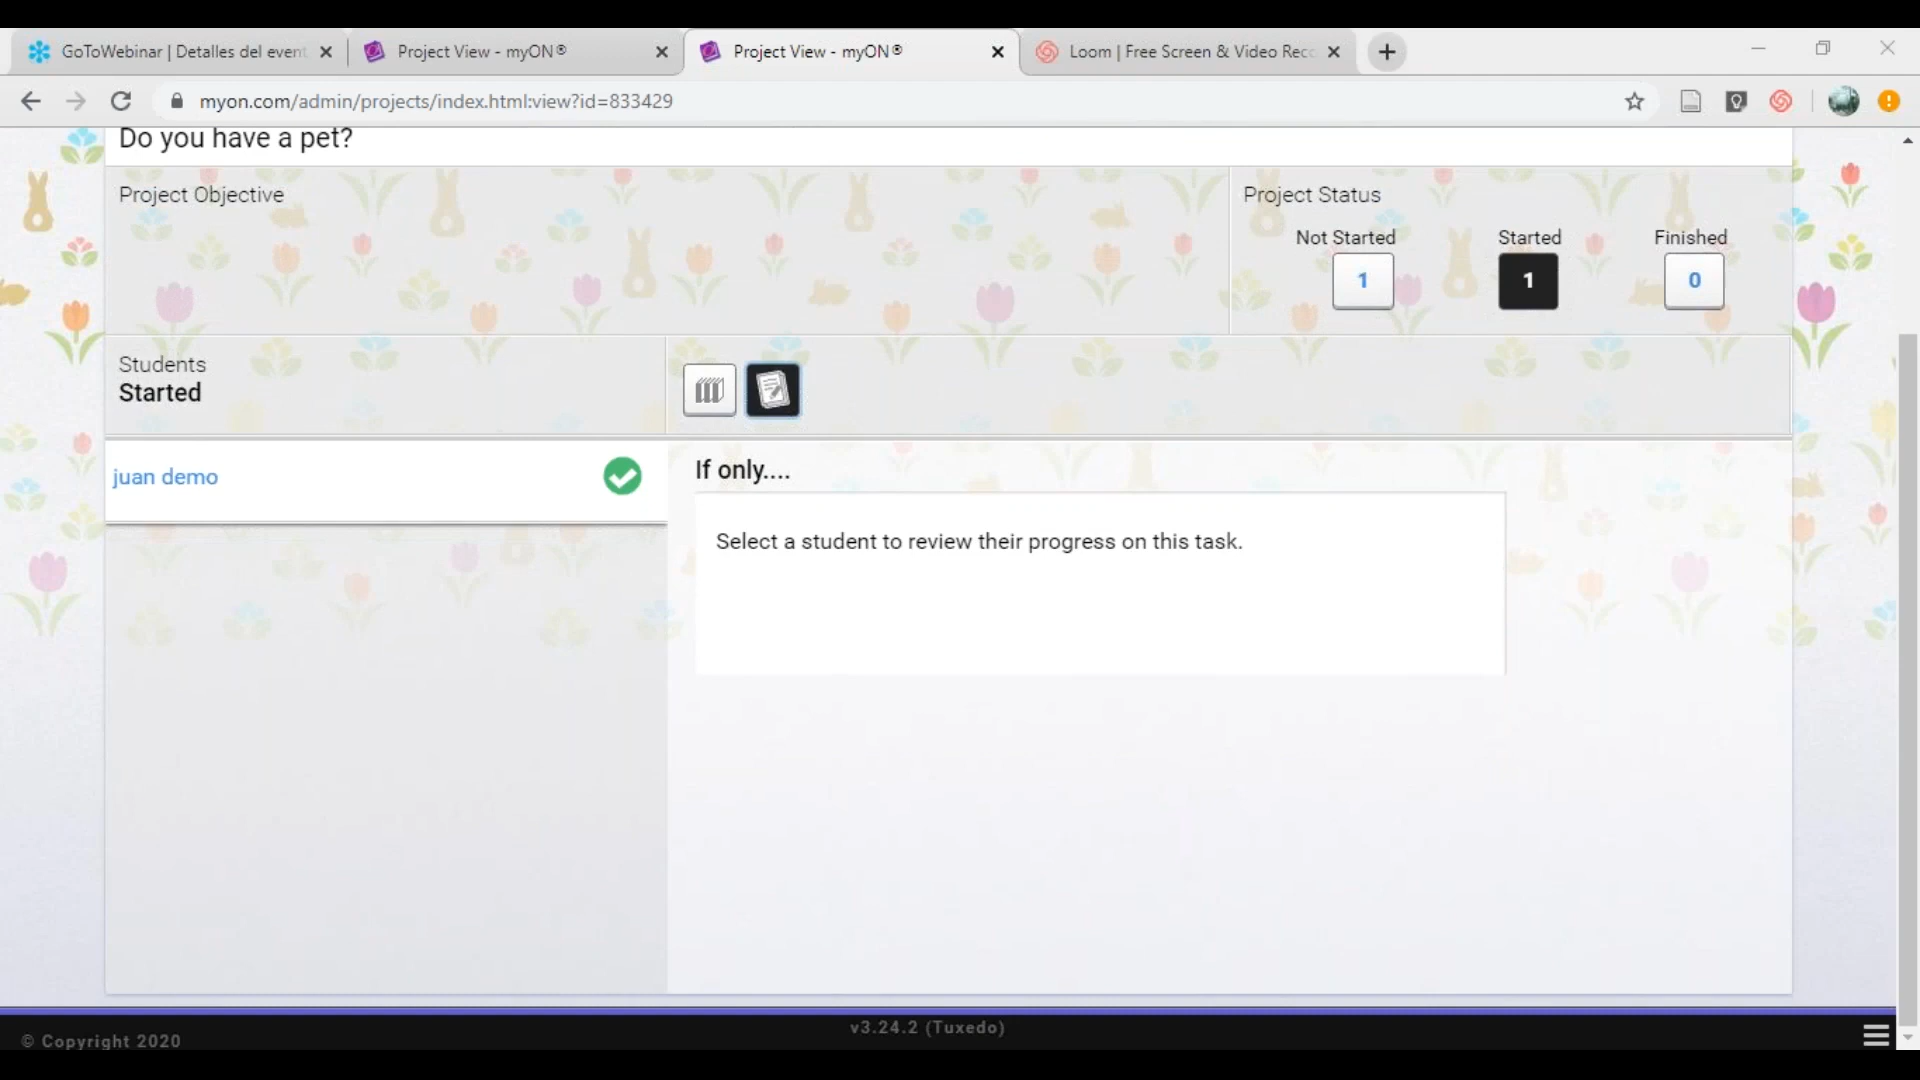 GoToWebinar | Detalles del event
Project View - myON®
Project View - myON®
Loom | Free Screen & Video Reco
myon.com/admin/projects/index.html:view?id=833429
Do you have a pet?
Project Objective
Project Status
Not Started
Started
Finished
1
1
0
Students
Started
juan demo
If only....
Select a student to review their progress on this task.
v3.24.2 (Tuxedo)
© Copyright 2020